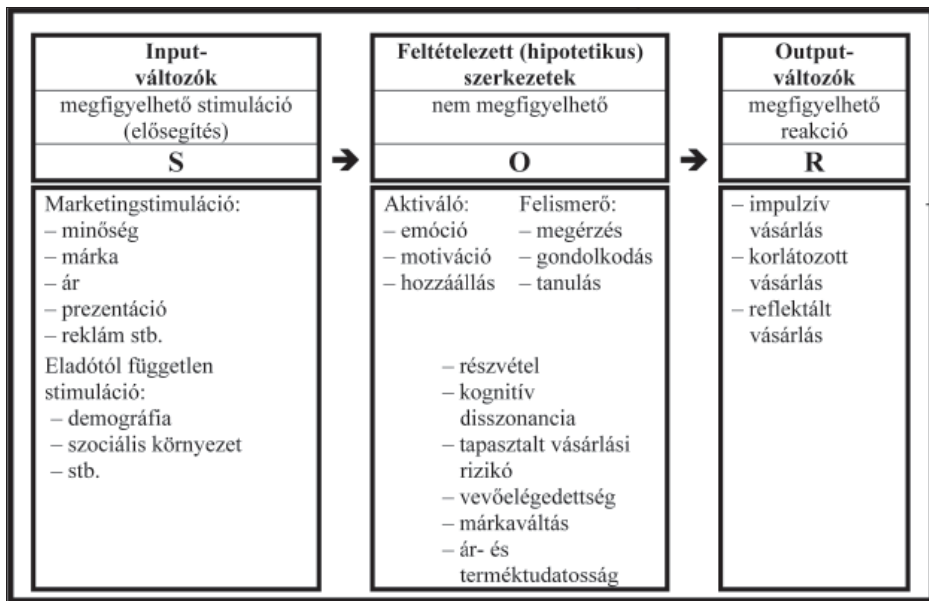 Input-
változók
megfigyelhető stimuláció
(elősegítés)
S
Marketingstimuláció:
– minőség
– márka
– ár
– prezentáció
– reklám stb.
Eladótól független
stimuláció:
– demográfia
– szociális környezet
– stb.
Feltételezett (hipotetikus)
szerkezetek
nem megfigyelhető
O
Aktiváló:
– emóció
– motiváció
– hozzáállás
Felismerő:
– megérzés
– gondolkodás
– tanulás
– részvétel
– kognitív
disszonancia
– tapasztalt vásárlási
rizikó
– vevőelégedettség
– márkaváltás
– ár- és
terméktudatosság
Output-
változók
megfigyelhető
reakció
R
– impulzív
vásárlás
– korlátozott
vásárlás
– reflektált
vásárlás